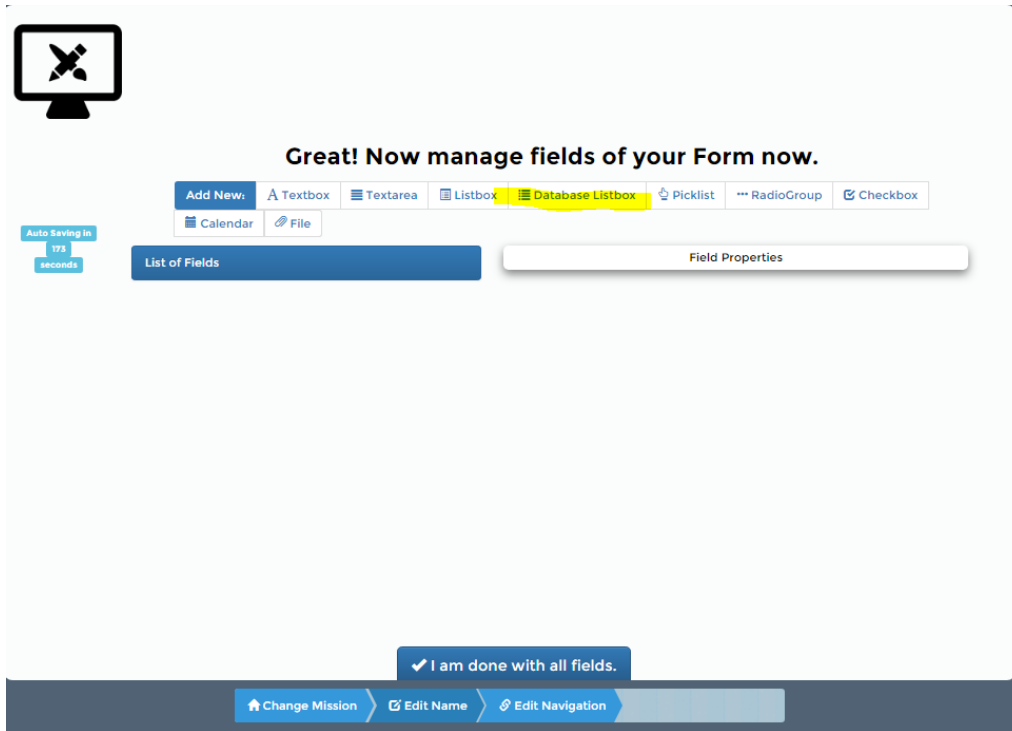 Great! Now manage fields of your Form now.
Add New: Textbox Textarea Listbox Database Listbox Picklist RadioGroup Checkbox
Calendar File
Auto Saving in
173
seconds
List of Fields
Field Properties
I am done with all fields.
Change Mission Edit Name Edit Navigation